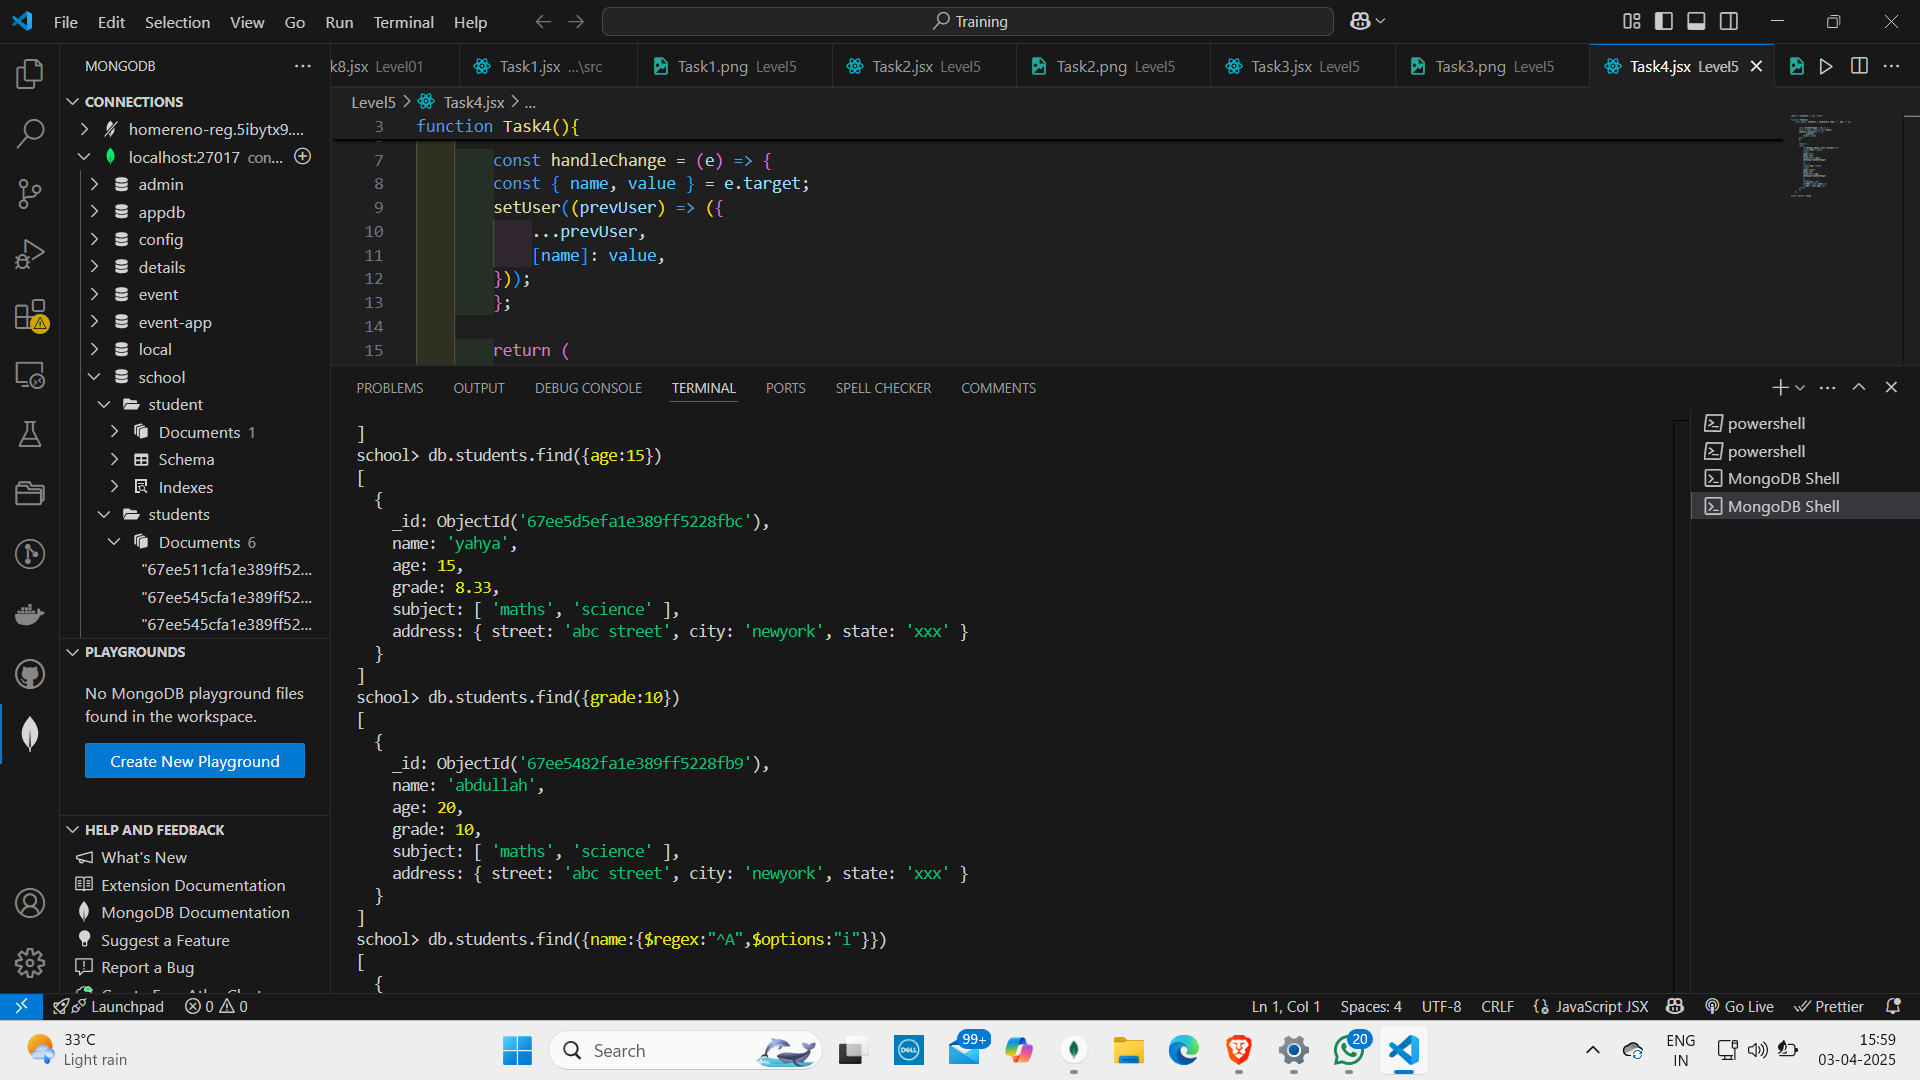 File Edit Selection View Go Run Terminal Help
Training
MONGODB
CONNECTIONS
homereno-reg.5ibytx9....
localhost:27017 con...
admin
appdb
config
details
event
event-app
local
school
student
Documents 1
Schema
Indexes
students
Documents 6
"67ee511cfa1e389ff52...
"67ee545cfa1e389ff52...
"67ee545cfa1e389ff52...
PLAYGROUNDS
No MongoDB playground files
found in the workspace.
Create New Playground
HELP AND FEEDBACK
What's New
Extension Documentation
MongoDB Documentation
Suggest a Feature
Report a Bug
k8.jsx Level01 Task1.jsx ...\src Task1.png Level5 Task2.jsx Level5 Task2.png Level5 Task3.jsx Level5 Task3.png Level5 Task4.jsx Level5
Level5 > Task4.jsx > ...
3 function Task4(){
7 const handleChange = (e) => {
8 const { name, value } = e.target;
9 setUser((prevUser) => ({
10 ...prevUser,
11 [name]: value,
12 }));
13 };
14
15 return (
PROBLEMS OUTPUT DEBUG CONSOLE TERMINAL PORTS SPELL CHECKER COMMENTS
]
school> db.students.find({age:15})
[
{
_id: ObjectId('67ee5d5efa1e389ff5228fbc'),
name: 'yahya',
age: 15,
grade: 8.33,
subject: [ 'maths', 'science' ],
address: { street: 'abc street', city: 'newyork', state: 'xxx' }
}
]
school> db.students.find({grade:10})
[
{
_id: ObjectId('67ee5482fa1e389ff5228fb9'),
name: 'abdullah',
age: 20,
grade: 10,
subject: [ 'maths', 'science' ],
address: { street: 'abc street', city: 'newyork', state: 'xxx' }
}
]
school> db.students.find({name:{$regex:"^A",$options:"i"}})
[
{
powershell
powershell
MongoDB Shell
MongoDB Shell
Launchpad 0 0 Ln 1, Col 1 Spaces: 4 UTF-8 CRLF {} JavaScript JSX Go Live Prettier
33°C
Light rain
Search
DELL
99+
20
ENG
IN
15:59
03-04-2025